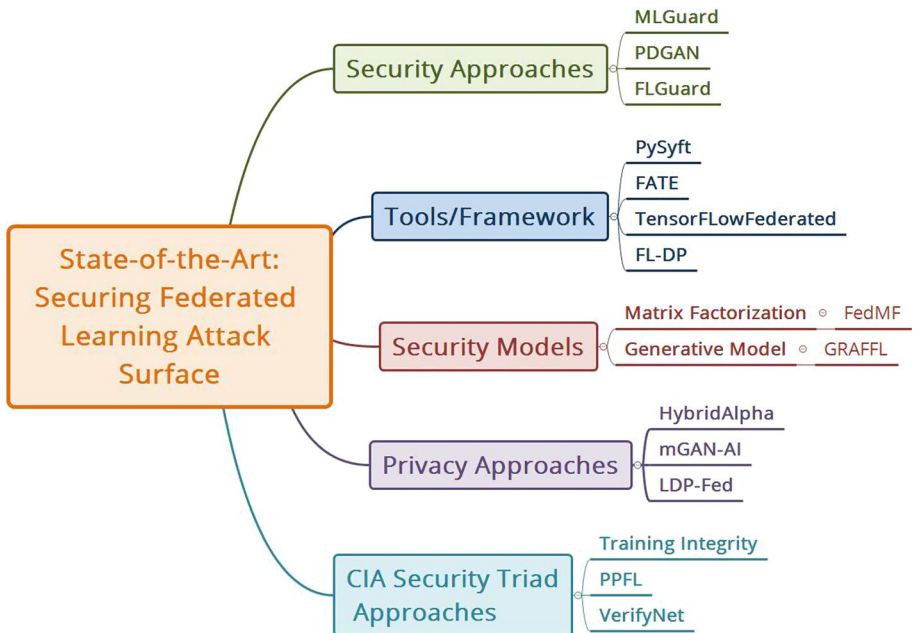 State-of-the-Art:
Securing Federated
Learning Attack
Surface
Security Approaches
MLGuard
PDGAN
FLGuard
Tools/Framework
PySyft
FATE
TensorFLowFederated
FL-DP
Security Models
Matrix Factorization
FedMF
Generative Model
GRAFFL
Privacy Approaches
HybridAlpha
mGAN-AI
LDP-Fed
CIA Security Triad
Approaches
Training Integrity
PPFL
VerifyNet